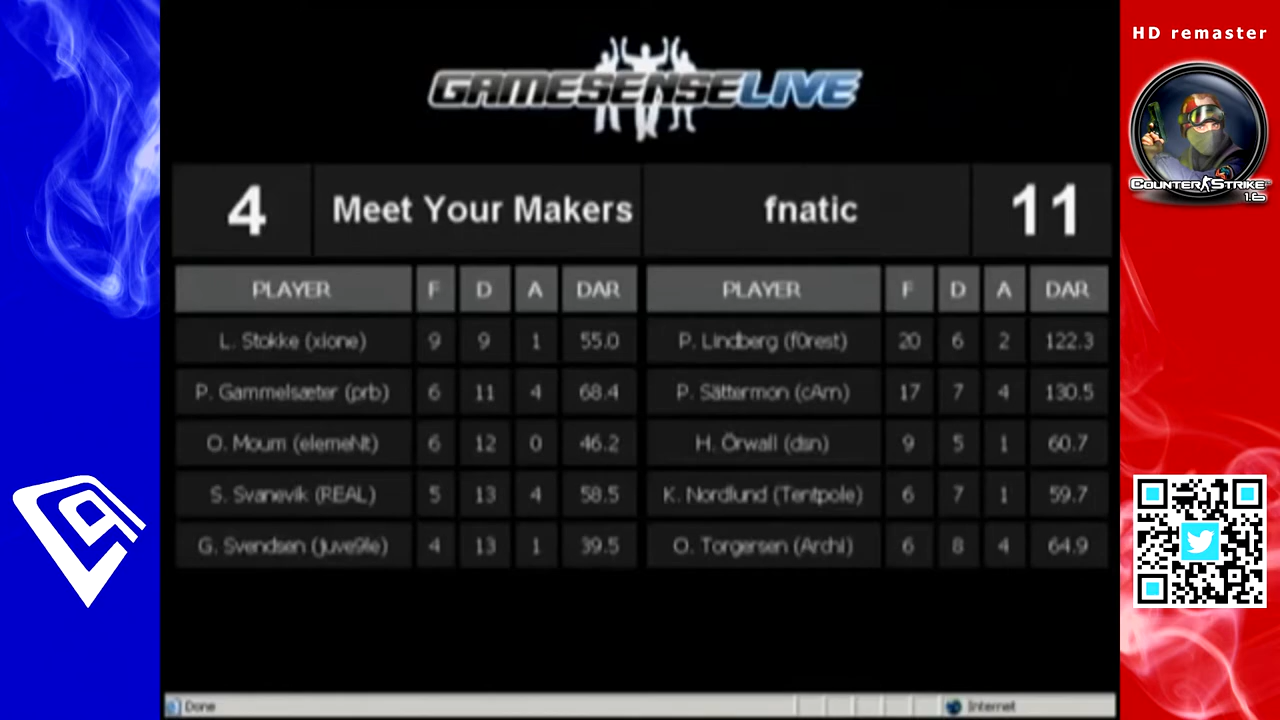 HD remaster
GAMESENSELIVE
COUNTER STRIKE
1.6
4 Meet Your Makers fnatic 11
PLAYER F D A DAR PLAYER F D A DAR
L. Stokke (xione) 9 9 1 55.0 P. Lindberg (f0rest) 20 6 2 122.3
P. Gammelsæter (prb) 6 11 4 68.4 P. Sättermon (cAm) 17 7 4 130.5
O. Moum (elemeNt) 6 12 0 46.2 H. Örwall (dsn) 9 5 1 60.7
S. Svanevik (REAL) 5 13 4 58.5 K. Nordlund (Tentpole) 6 7 1 59.7
G. Svendsen (Juve9le) 4 13 1 39.5 O. Torgersen (ArchI) 6 8 4 64.9
Done Internet